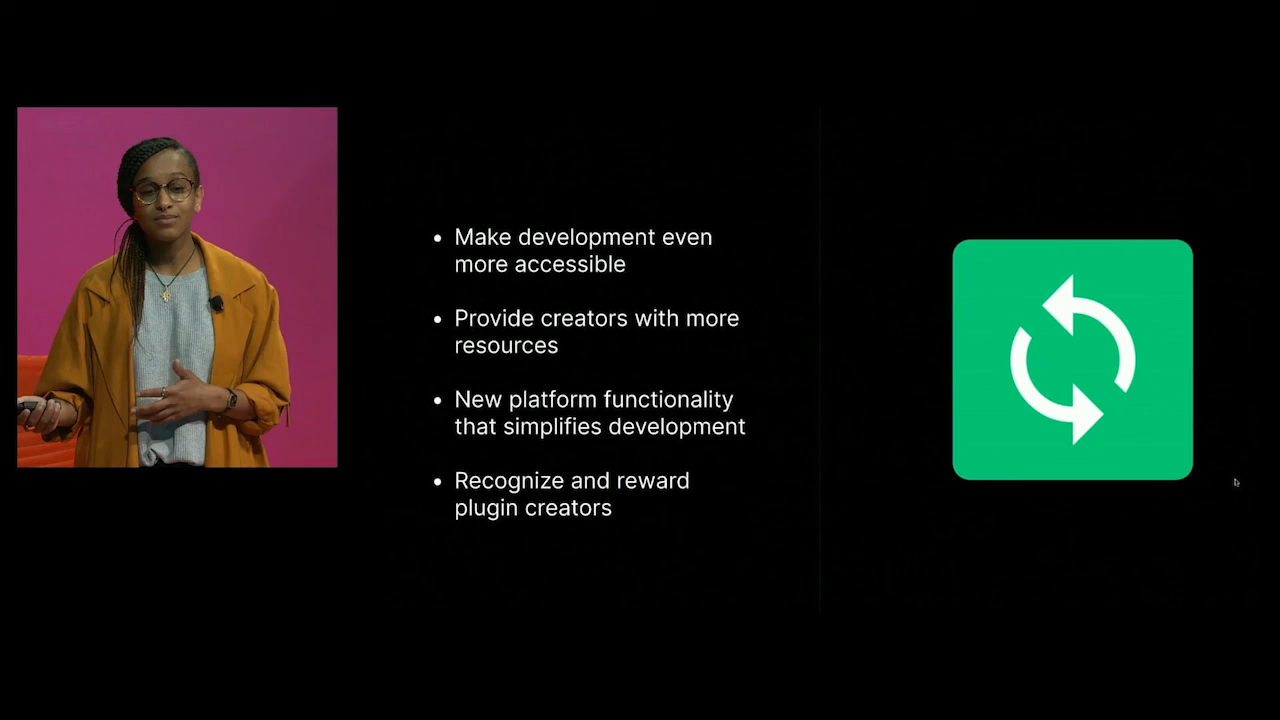 Make development even
more accessible
Provide creators with more
resources
New platform functionality
that simplifies development
Recognize and reward
plugin creators